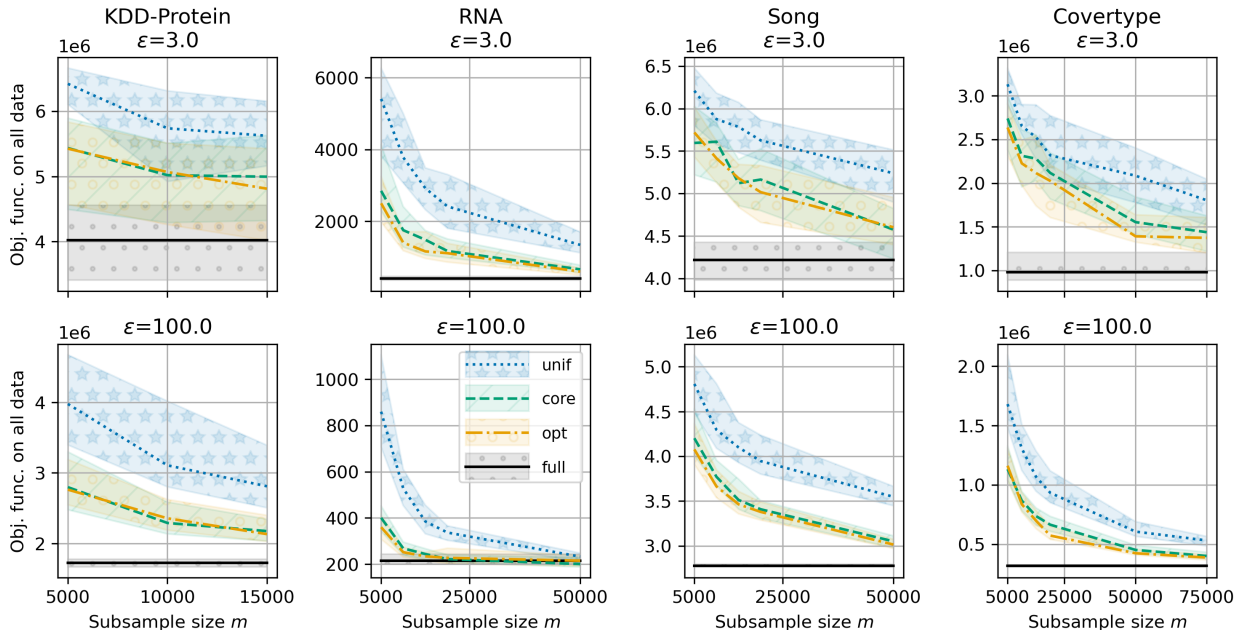 KDD-Protein
RNA
Song
Covertype
ε=3.0
ε=3.0
ε=3.0
ε=3.0
1e6
1e6
1e6
Obj. func. on all data
6
5
4
6000
4000
2000
6.5
6.0
5.5
5.0
4.5
4.0
3.0
2.5
2.0
1.5
1.0
ε=100.0
ε=100.0
ε=100.0
ε=100.0
1e6
1e6
1e6
Obj. func. on all data
4
3
2
1000
800
600
400
200
unif
core
opt
full
5.0
4.5
4.0
3.5
3.0
2.0
1.5
1.0
0.5
5000 10000 15000
5000 25000 50000
5000 25000 50000
5000 25000 50000 75000
Subsample size m
Subsample size m
Subsample size m
Subsample size m